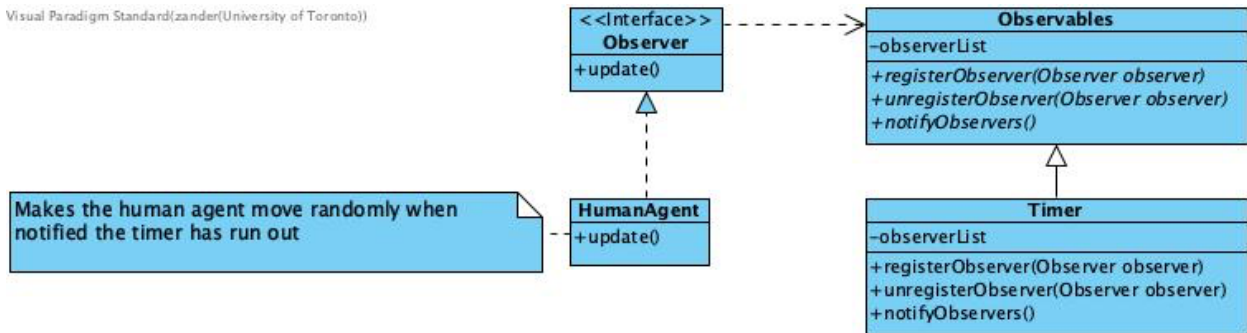 Visual Paradigm Standard(zander(University of Toronto))
<<Interface>>
Observer
+update()
Observables
-observerList
+registerObserver(Observer observer)
+unregisterObserver(Observer observer)
+notifyObservers()
Makes the human agent move randomly when
notified the timer has run out
HumanAgent
+update()
Timer
-observerList
+registerObserver(Observer observer)
+unregisterObserver(Observer observer)
+notifyObservers()